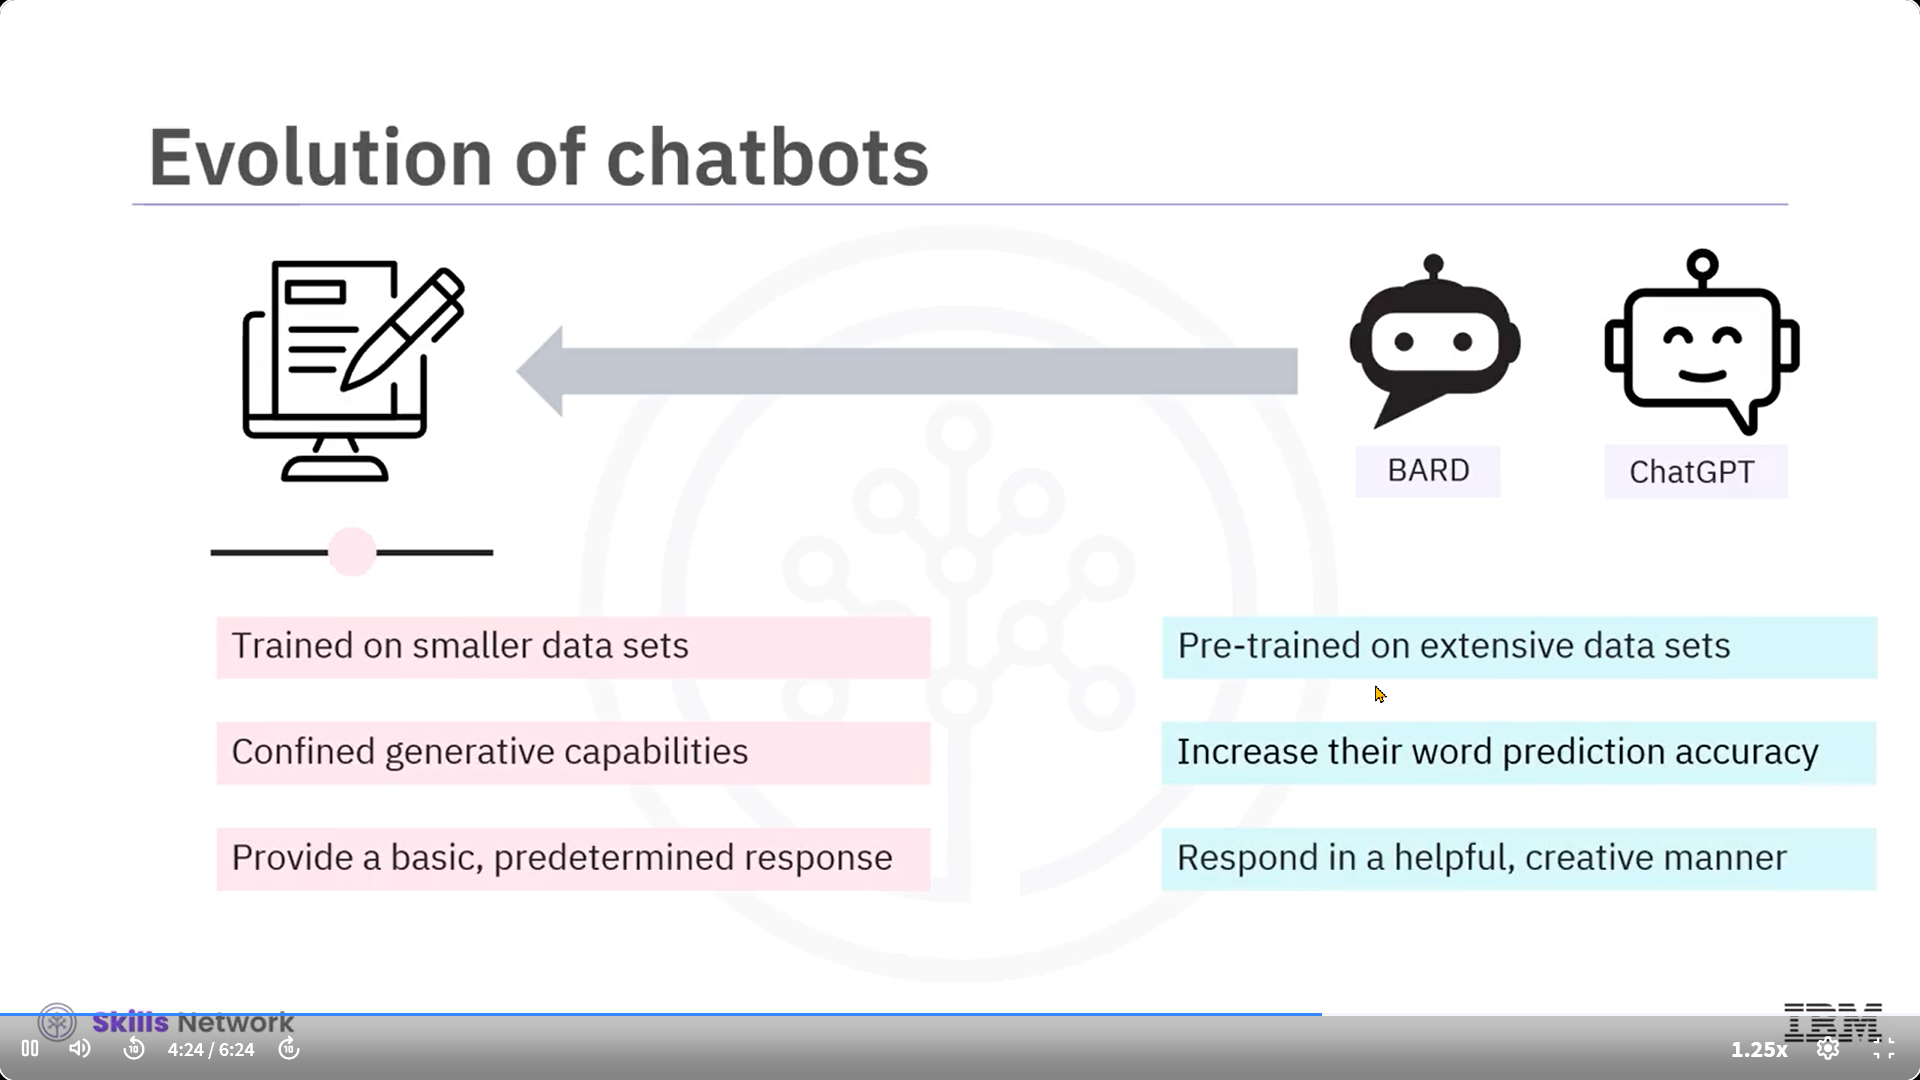 Evolution of chatbots
BARD
ChatGPT
Trained on smaller data sets
Pre-trained on extensive data sets
Confined generative capabilities
Increase their word prediction accuracy
Provide a basic, predetermined response
Respond in a helpful, creative manner
Skills Network
IBM
10
4:24 / 6:24
10
1.25x